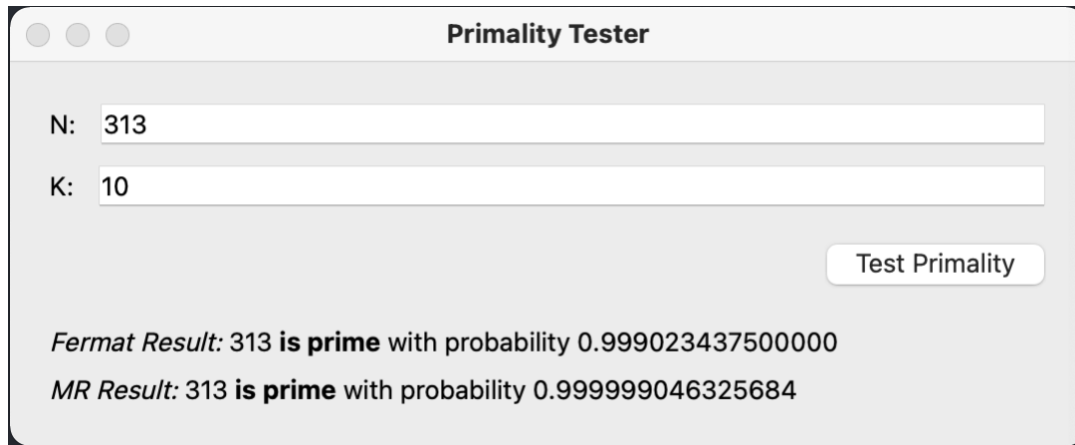 Primality Tester
N: 313
K: 10
Test Primality
Fermat Result: 313 is prime with probability 0.999023437500000
MR Result: 313 is prime with probability 0.999999046325684